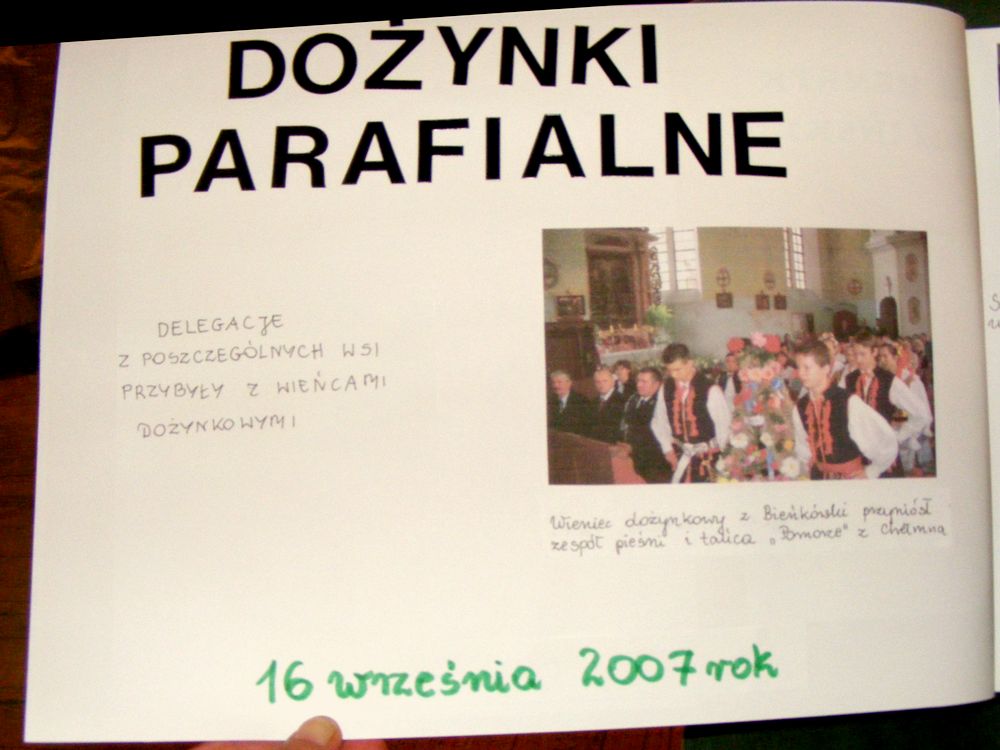 DOŻYNKI
PARAFIALNE
DELEGACJE
Z POSZCZEGÓLNYCH WSI
PRZYBYŁY Z WIEŃCAMI
DOŻYNKOWYMI
Wieniec dożynkowy z Bieńkówki przyniósł
zespół pieśni i tańca „Pomorze" z Chełmna
16 września 2007 rok